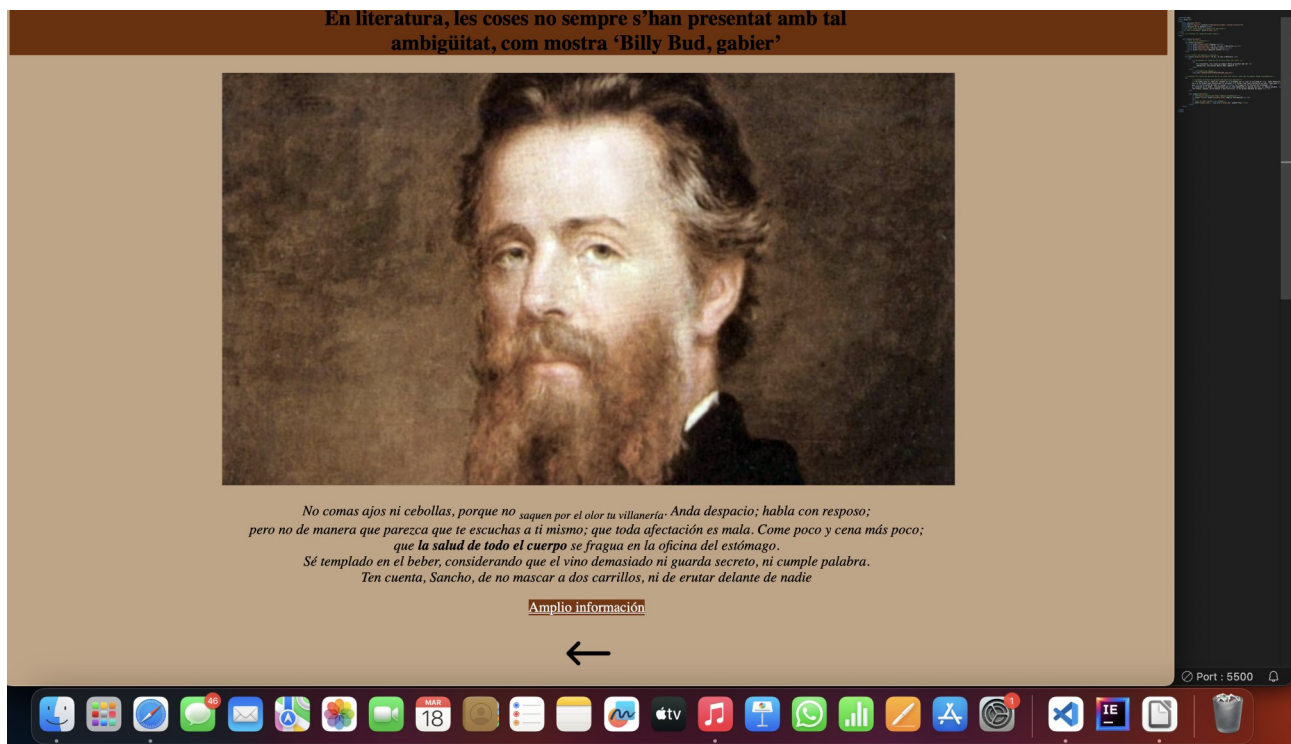 En literatura, les coses no sempre s’han presentat amb tal
ambigüitat, com mostra ‘Billy Bud, gabier’
No comas ajos ni cebollas, porque no saquen por el olor tu villanería. Anda despacio; habla con resposo;
pero no de manera que parezca que te escuchas a ti mismo; que toda afectación es mala. Come poco y cena más poco;
que la salud de todo el cuerpo se fragua en la oficina del estómago.
Sé templado en el beber, considerando que el vino demasiado ni guarda secreto, ni cumple palabra.
Ten cuenta, Sancho, de no mascar a dos carrillos, ni de erutar delante de nadie
Amplio información
Port : 5500
46
MAR
18
tv
1
IE